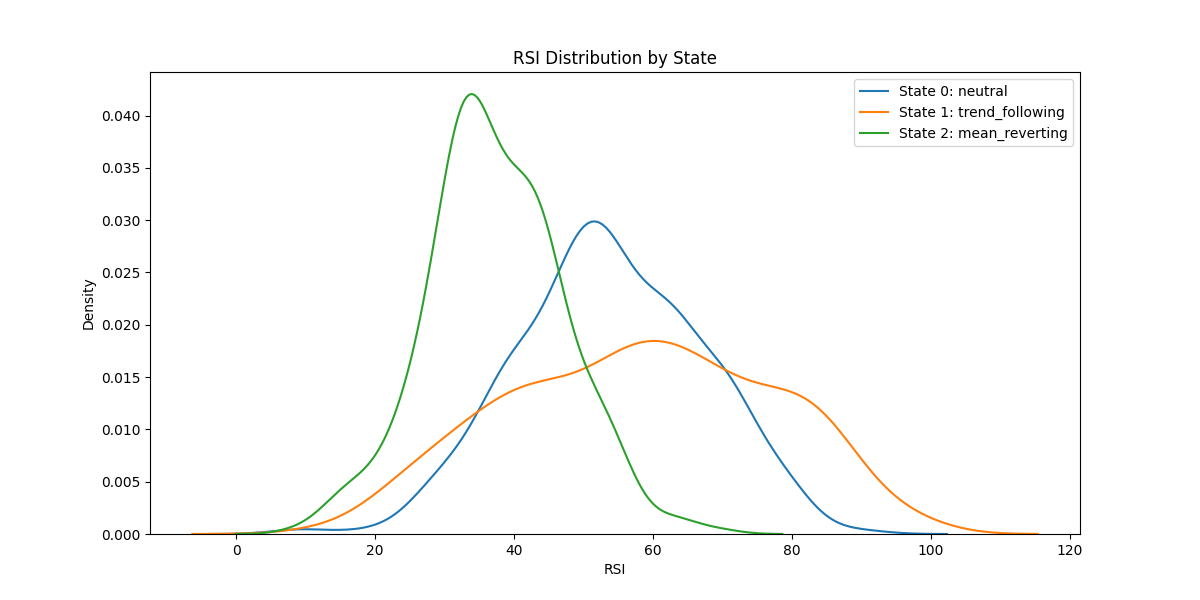 RSI Distribution by State
State 0: neutral
State 1: trend_following
State 2: mean_reverting
Density
0.040
0.035
0.030
0.025
0.020
0.015
0.010
0.005
0.000
0 20 40 60 80 100 120
RSI